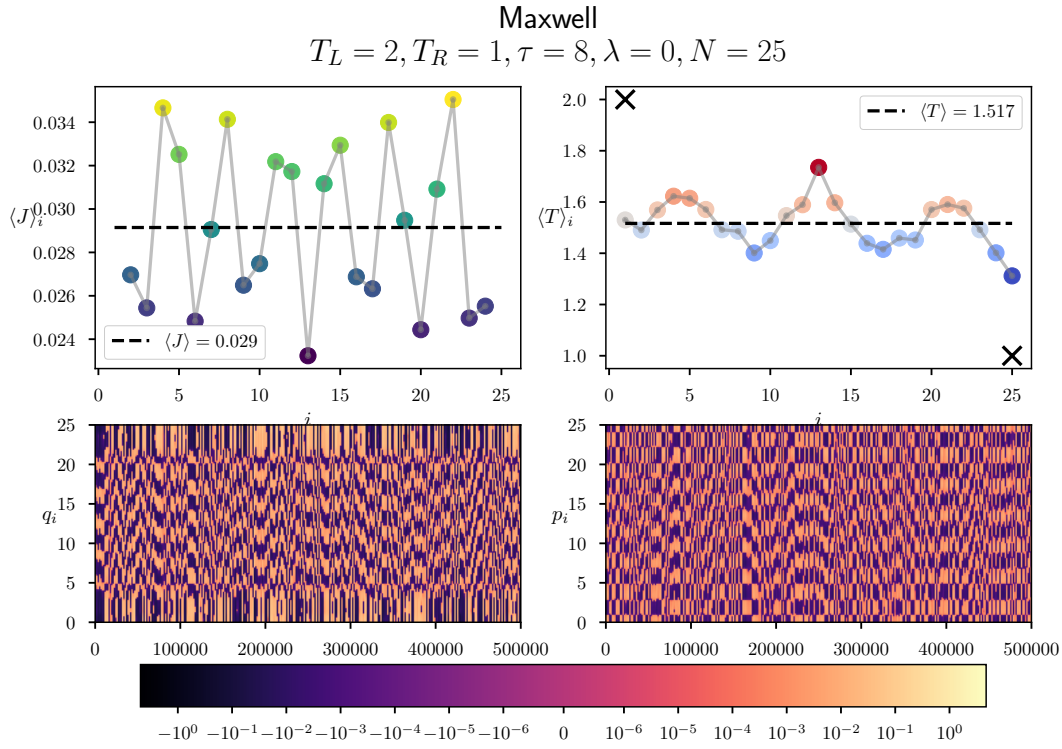 Maxwell
T_L = 2, T_R = 1, τ = 8, λ = 0, N = 25
⟨J⟩_i
0.034
0.032
0.030
0.028
0.026
0.024
⟨J⟩ = 0.029
0 5 10 15 20 25
i
⟨T⟩_i
2.0
1.8
1.6
1.4
1.2
1.0
⟨T⟩ = 1.517
0 5 10 15 20 25
i
q_i
25
20
15
10
5
0
0 100000 200000 300000 400000 500000
p_i
25
20
15
10
5
0
0 100000 200000 300000 400000 500000
−10^0 −10^-1 −10^-2 −10^-3 −10^-4 −10^-5 −10^-6 0 10^-6 10^-5 10^-4 10^-3 10^-2 10^-1 10^0